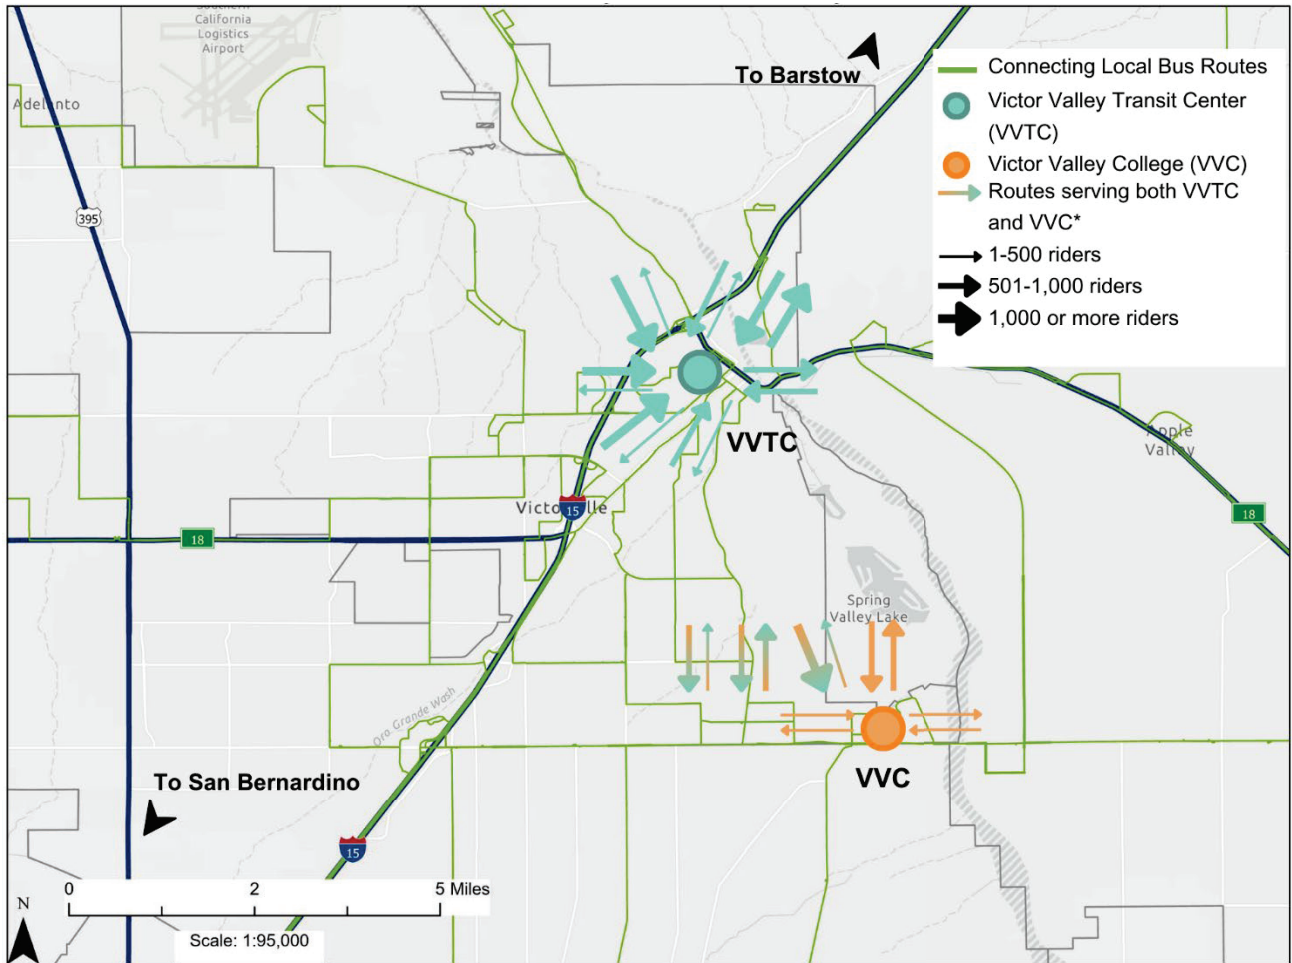 Southern
California
Logistics
Airport
To Barstow
Connecting Local Bus Routes
Victor Valley Transit Center
(VVTC)
Victor Valley College (VVC)
Routes serving both VVTC
and VVC*
1-500 riders
501-1,000 riders
1,000 or more riders
Adelanto
395
VVTC
Apple
Valley
15
18
18
Spring
Valley Lake
Oro Grande Wash
VVC
To San Bernardino
15
0 2 5 Miles
N
Scale: 1:95,000